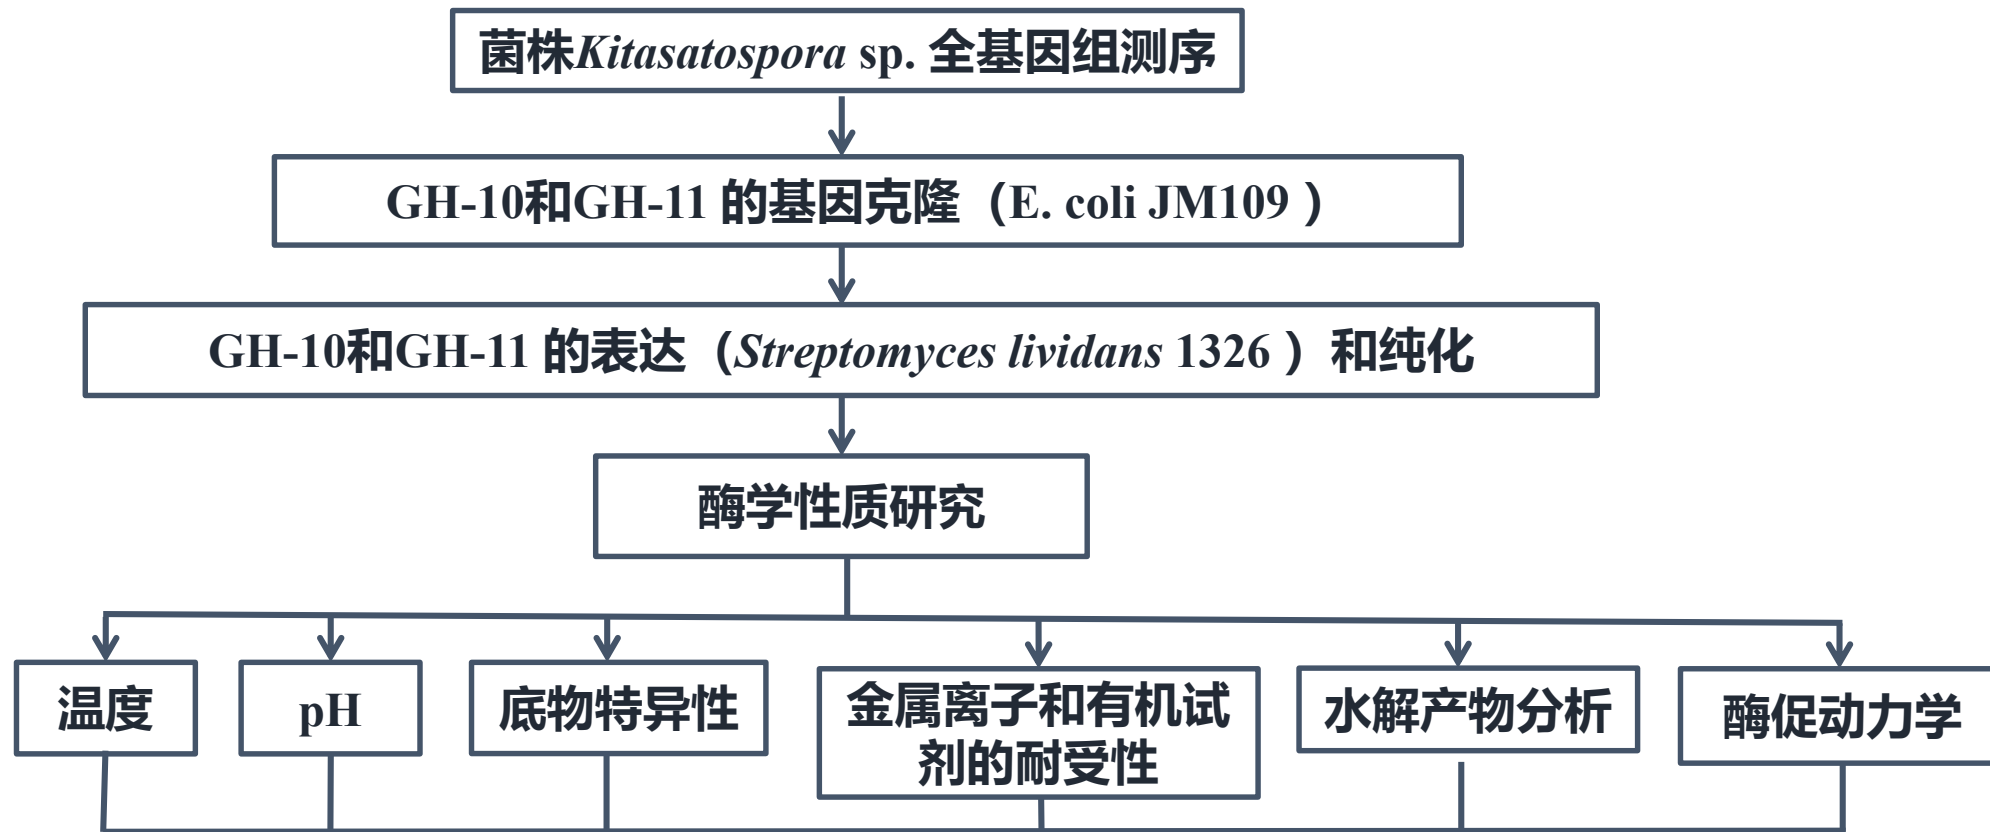 菌株Kitasatospora sp. 全基因组测序
GH-10和GH-11 的基因克隆（E. coli JM109 ）
GH-10和GH-11 的表达（Streptomyces lividans 1326 ）和纯化
酶学性质研究
温度
pH
底物特异性
金属离子和有机试
剂的耐受性
水解产物分析
酶促动力学